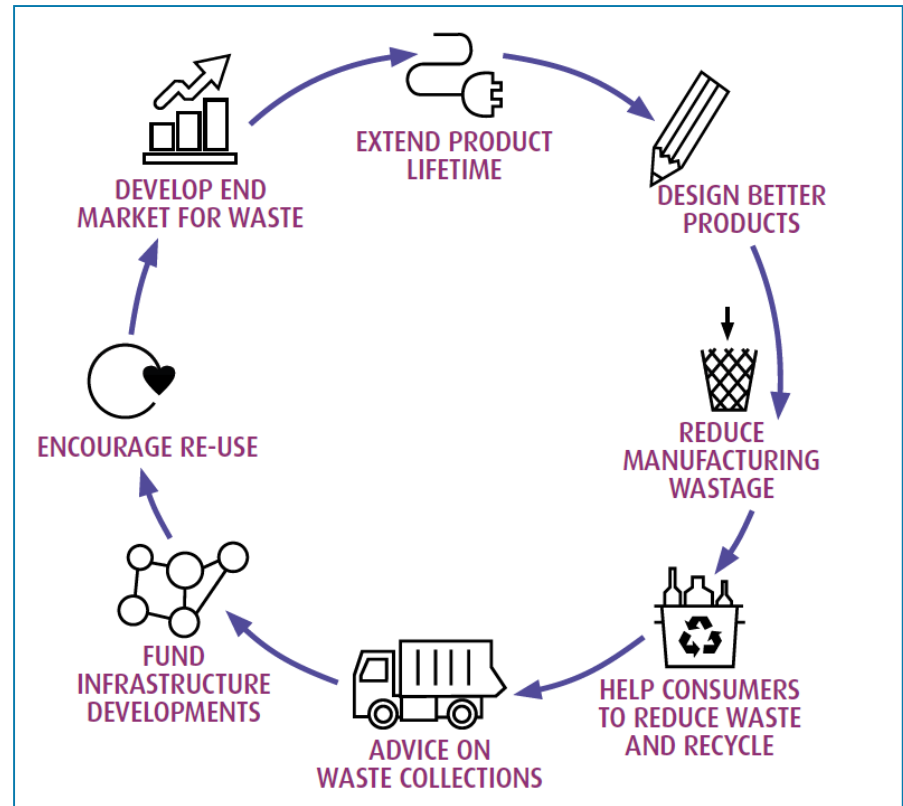 EXTEND PRODUCT
LIFETIME
DESIGN BETTER
PRODUCTS
REDUCE
MANUFACTURING
WASTAGE
HELP CONSUMERS
TO REDUCE WASTE
AND RECYCLE
ADVICE ON
WASTE COLLECTIONS
FUND
INFRASTRUCTURE
DEVELOPMENTS
ENCOURAGE RE-USE
DEVELOP END
MARKET FOR WASTE